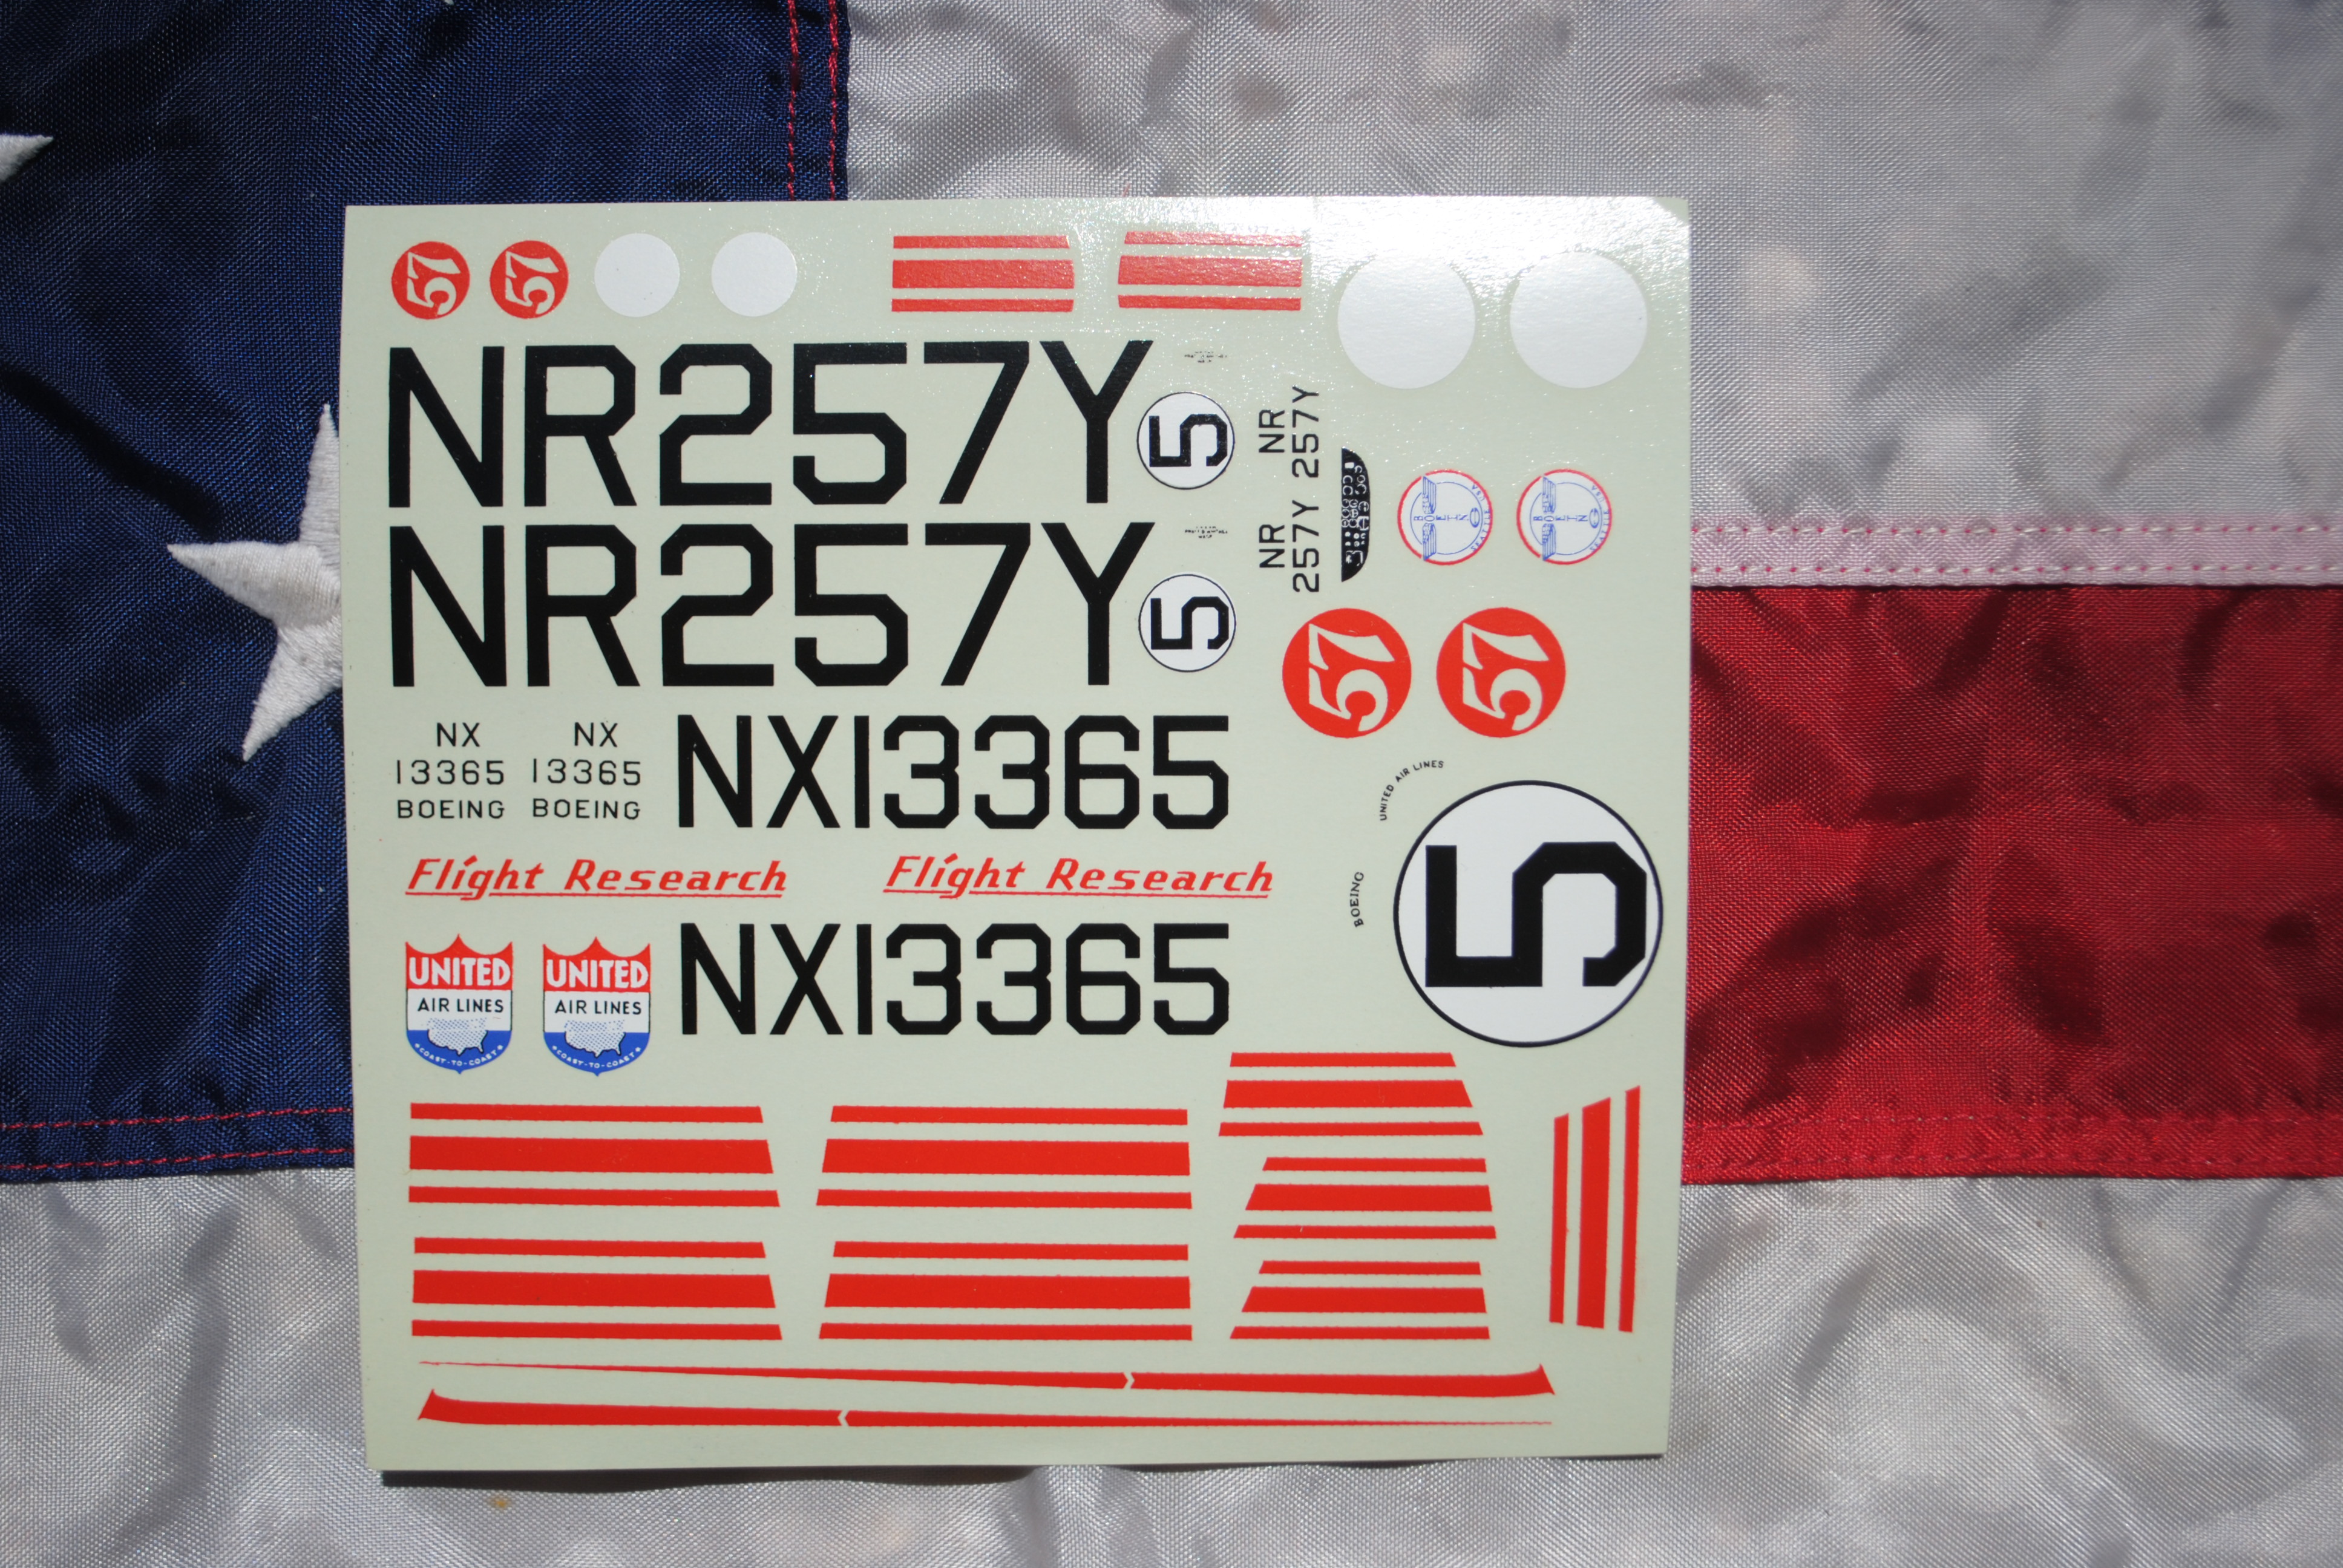 57
57
NR257Y
5
NR
257Y
NR
257Y
NR257Y
5
BOEING
BOEING
57
57
NX
13365
BOEING
NX
13365
BOEING
NX13365
UNITED AIR LINES
BOEING
5
Flight Research
Flight Research
NX13365
UNITED
AIR LINES
COAST-TO-COAST
UNITED
AIR LINES
COAST-TO-COAST